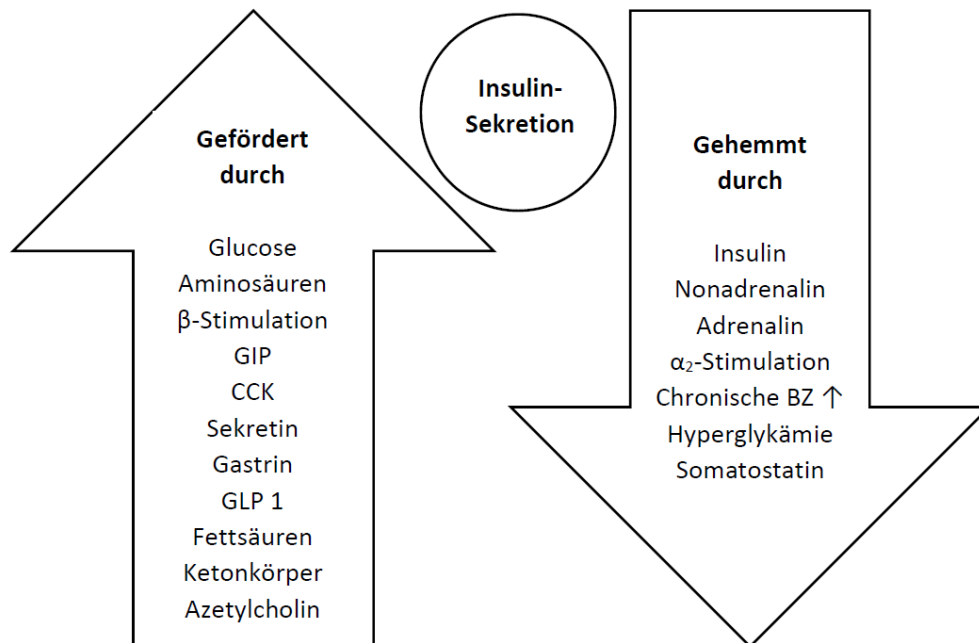 Insulin-
Sekretion
Gefördert
durch
Glucose
Aminosäuren
β-Stimulation
GIP
CCK
Sekretin
Gastrin
GLP 1
Fettsäuren
Ketonkörper
Azetylcholin
Gehemmt
durch
Insulin
Nonadrenalin
Adrenalin
α₂-Stimulation
Chronische BZ ↑
Hyperglykämie
Somatostatin